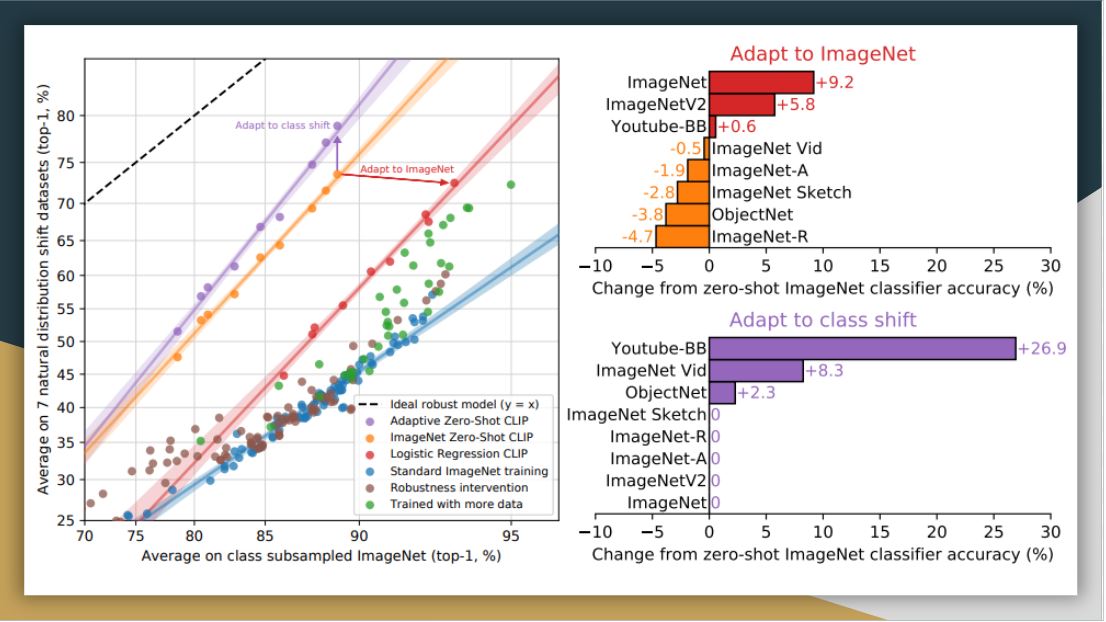 Average on 7 natural distribution shift datasets (top-1, %)
80
75
70
65
60
55
50
45
40
35
30
25
Adapt to class shift
Adapt to ImageNet
Ideal robust model (y = x)
Adaptive Zero-Shot CLIP
ImageNet Zero-Shot CLIP
Logistic Regression CLIP
Standard ImageNet training
Robustness intervention
Trained with more data
70 75 80 85 90 95
Average on class subsampled ImageNet (top-1, %)
Adapt to ImageNet
ImageNet +9.2
ImageNetV2 +5.8
Youtube-BB +0.6
-0.5 ImageNet Vid
-1.9 ImageNet-A
-2.8 ImageNet Sketch
-3.8 ObjectNet
-4.7 ImageNet-R
−10 −5 0 5 10 15 20 25 30
Change from zero-shot ImageNet classifier accuracy (%)
Adapt to class shift
Youtube-BB +26.9
ImageNet Vid +8.3
ObjectNet +2.3
ImageNet Sketch 0
ImageNet-R 0
ImageNet-A 0
ImageNetV2 0
ImageNet 0
−10 −5 0 5 10 15 20 25 30
Change from zero-shot ImageNet classifier accuracy (%)